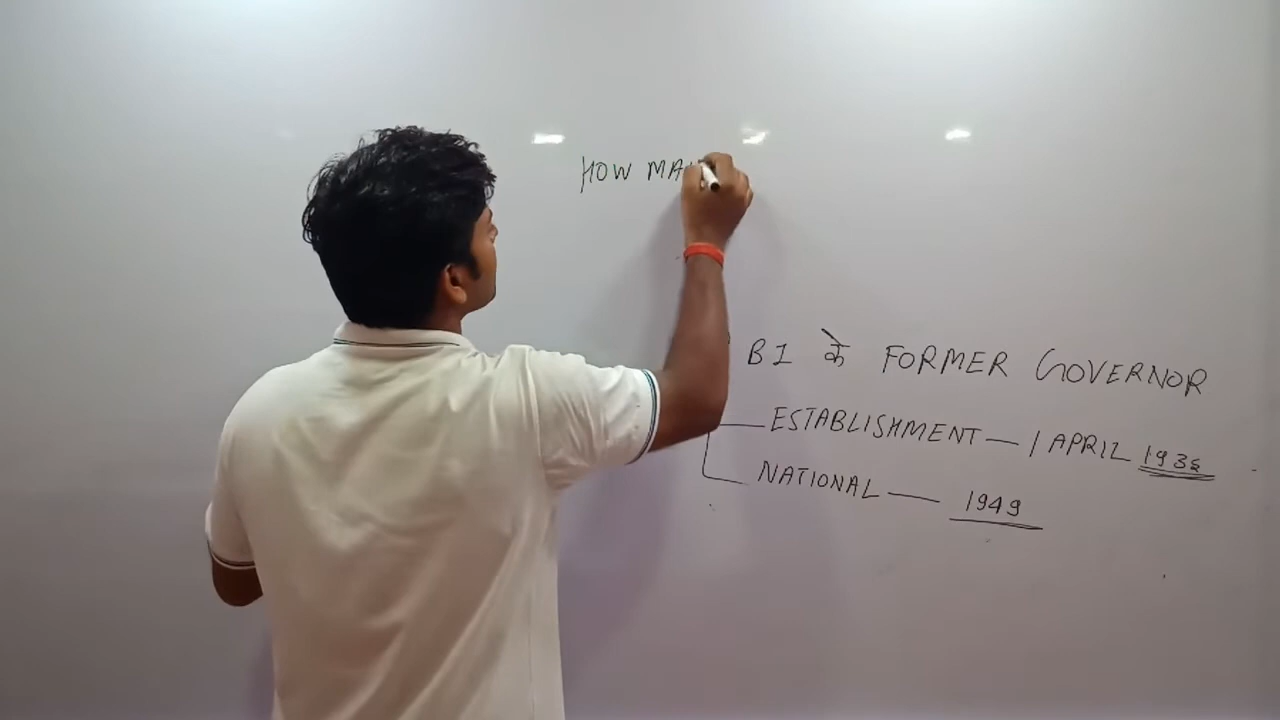 HOW MA
BI के FORMER GOVERNOR
ESTABLISHMENT — 1 APRIL 1935
NATIONAL — 1949